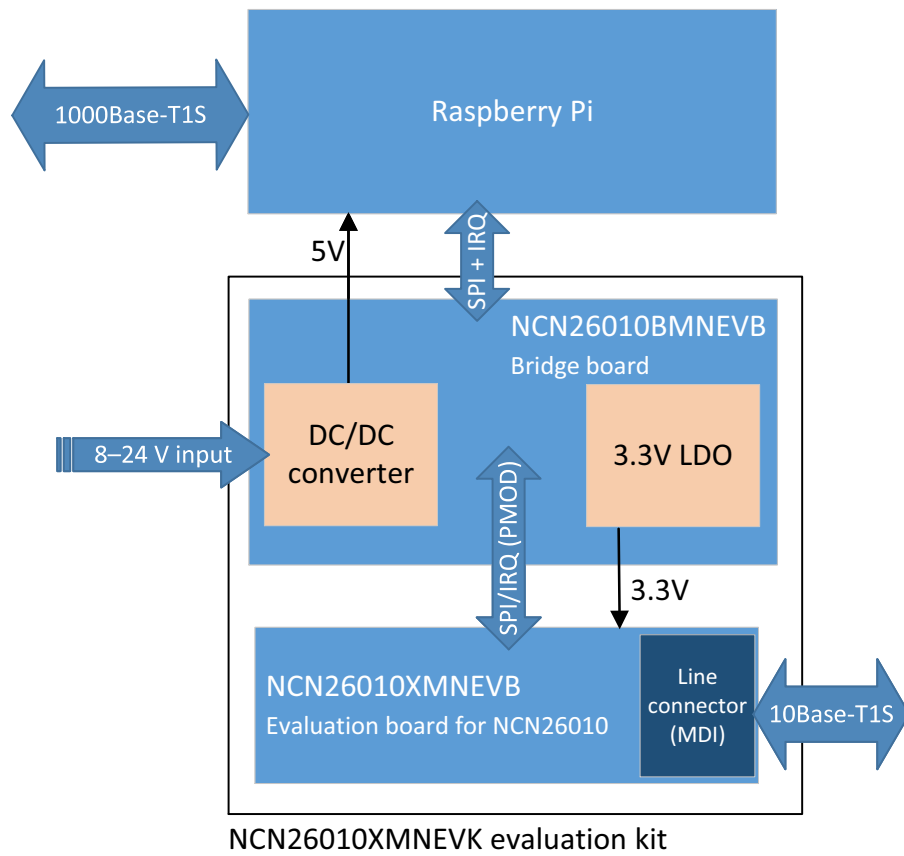 Raspberry Pi
1000Base-T1S
5V
SPI + IRQ
NCN26010BMNEVB
Bridge board
8–24 V input
DC/DC
converter
3.3V LDO
SPI/IRQ (PMOD)
3.3V
NCN26010XMNEVB
Evaluation board for NCN26010
Line
connector
(MDI)
10Base-T1S
NCN26010XMNEVK evaluation kit